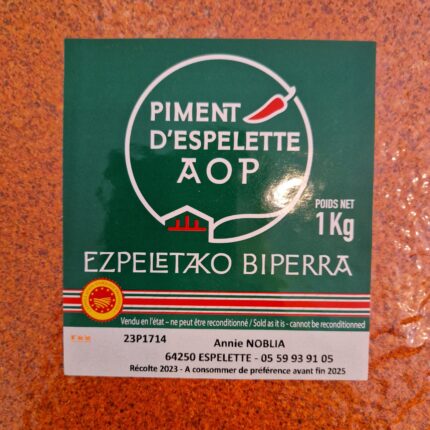 PIMENT
D'ESPELETTE
AOP
POIDS NET
1 Kg
EZPELETAKO BIPERRA
Vendu en l'état – ne peut être reconditionné / Sold as it is - cannot be reconditionned
23P1714 Annie NOBLIA
64250 ESPELETTE - 05 59 93 91 05
Récolte 2023 - A consommer de préférence avant fin 2025